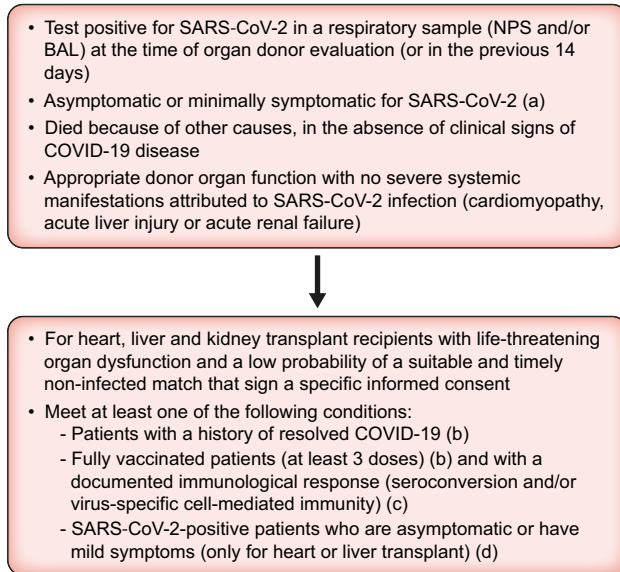 • Test positive for SARS-CoV-2 in a respiratory sample (NPS and/or
BAL) at the time of organ donor evaluation (or in the previous 14
days)
• Asymptomatic or minimally symptomatic for SARS-CoV-2 (a)
• Died because of other causes, in the absence of clinical signs of
COVID-19 disease
• Appropriate donor organ function with no severe systemic
manifestations attributed to SARS-CoV-2 infection (cardiomyopathy,
acute liver injury or acute renal failure)
• For heart, liver and kidney transplant recipients with life-threatening
organ dysfunction and a low probability of a suitable and timely
non-infected match that sign a specific informed consent
• Meet at least one of the following conditions:
- Patients with a history of resolved COVID-19 (b)
- Fully vaccinated patients (at least 3 doses) (b) and with a
documented immunological response (seroconversion and/or
virus-specific cell-mediated immunity) (c)
- SARS-CoV-2-positive patients who are asymptomatic or have
mild symptoms (only for heart or liver transplant) (d)